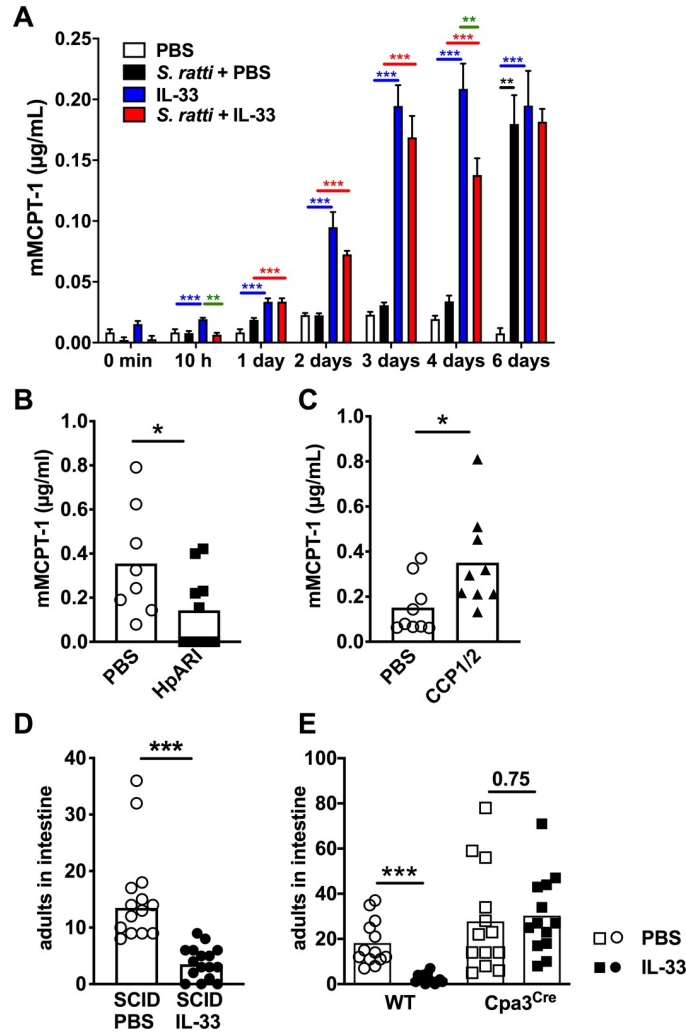 A
PBS
S. ratti + PBS
IL-33
S. ratti + IL-33
mMCPT-1 (µg/mL)
0.25
0.20
0.15
0.10
0.05
0.00
*** ** *** *** *** *** *** *** *** *** ** ** ***
0 min 10 h 1 day 2 days 3 days 4 days 6 days
B
mMCPT-1 (µg/ml)
1.0
0.8
0.6
0.4
0.2
0.0
*
PBS HpARI
C
mMCPT-1 (µg/mL)
1.0
0.8
0.6
0.4
0.2
0.0
*
PBS CCP1/2
D
adults in intestine
40
30
20
10
0
***
SCID SCID
PBS IL-33
E
adults in intestine
100
80
60
40
20
0
***
0.75
WT Cpa3Cre
PBS
IL-33